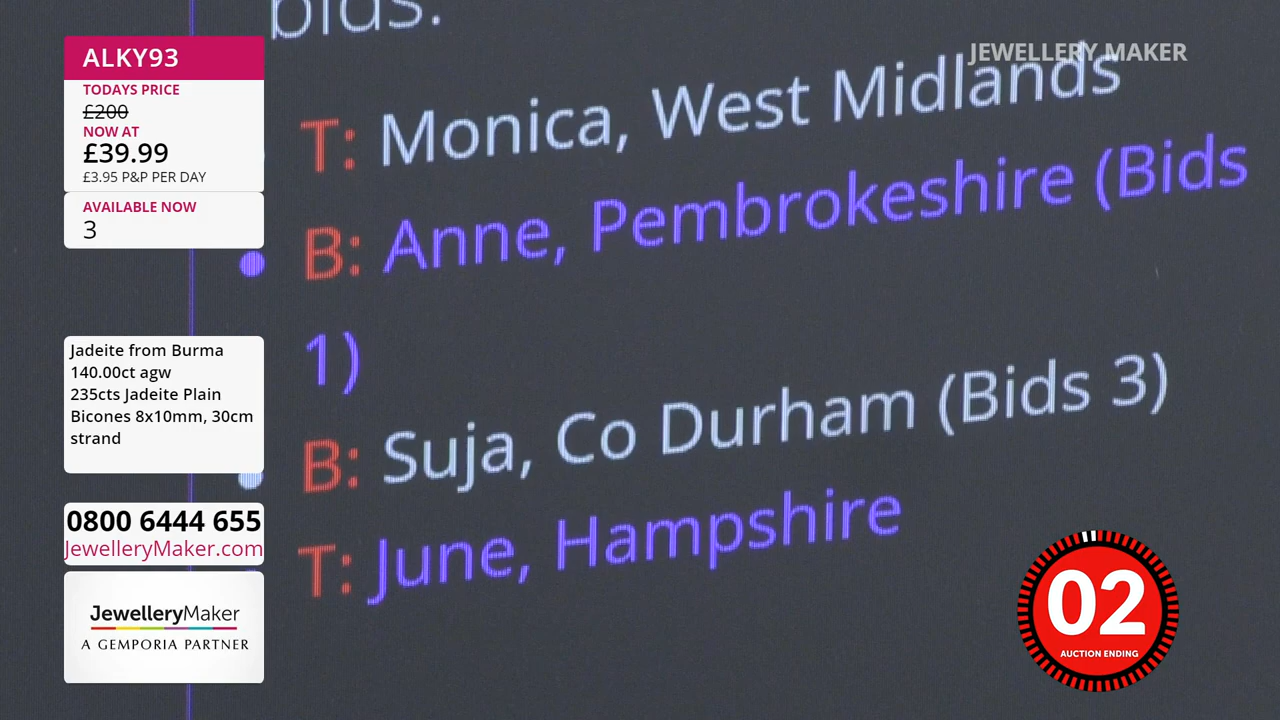 ALKY93
TODAYS PRICE
£200
NOW AT
£39.99
£3.95 P&P PER DAY
AVAILABLE NOW
3
Jadeite from Burma
140.00ct agw
235cts Jadeite Plain
Bicones 8x10mm, 30cm
strand
0800 6444 655
JewelleryMaker.com
JewelleryMaker
A GEMPORIA PARTNER
bids.
T: Monica, West Midlands
B: Anne, Pembrokeshire (Bids
1)
B: Suja, Co Durham (Bids 3)
T: June, Hampshire
JEWELLERY MAKER
02
AUCTION ENDING